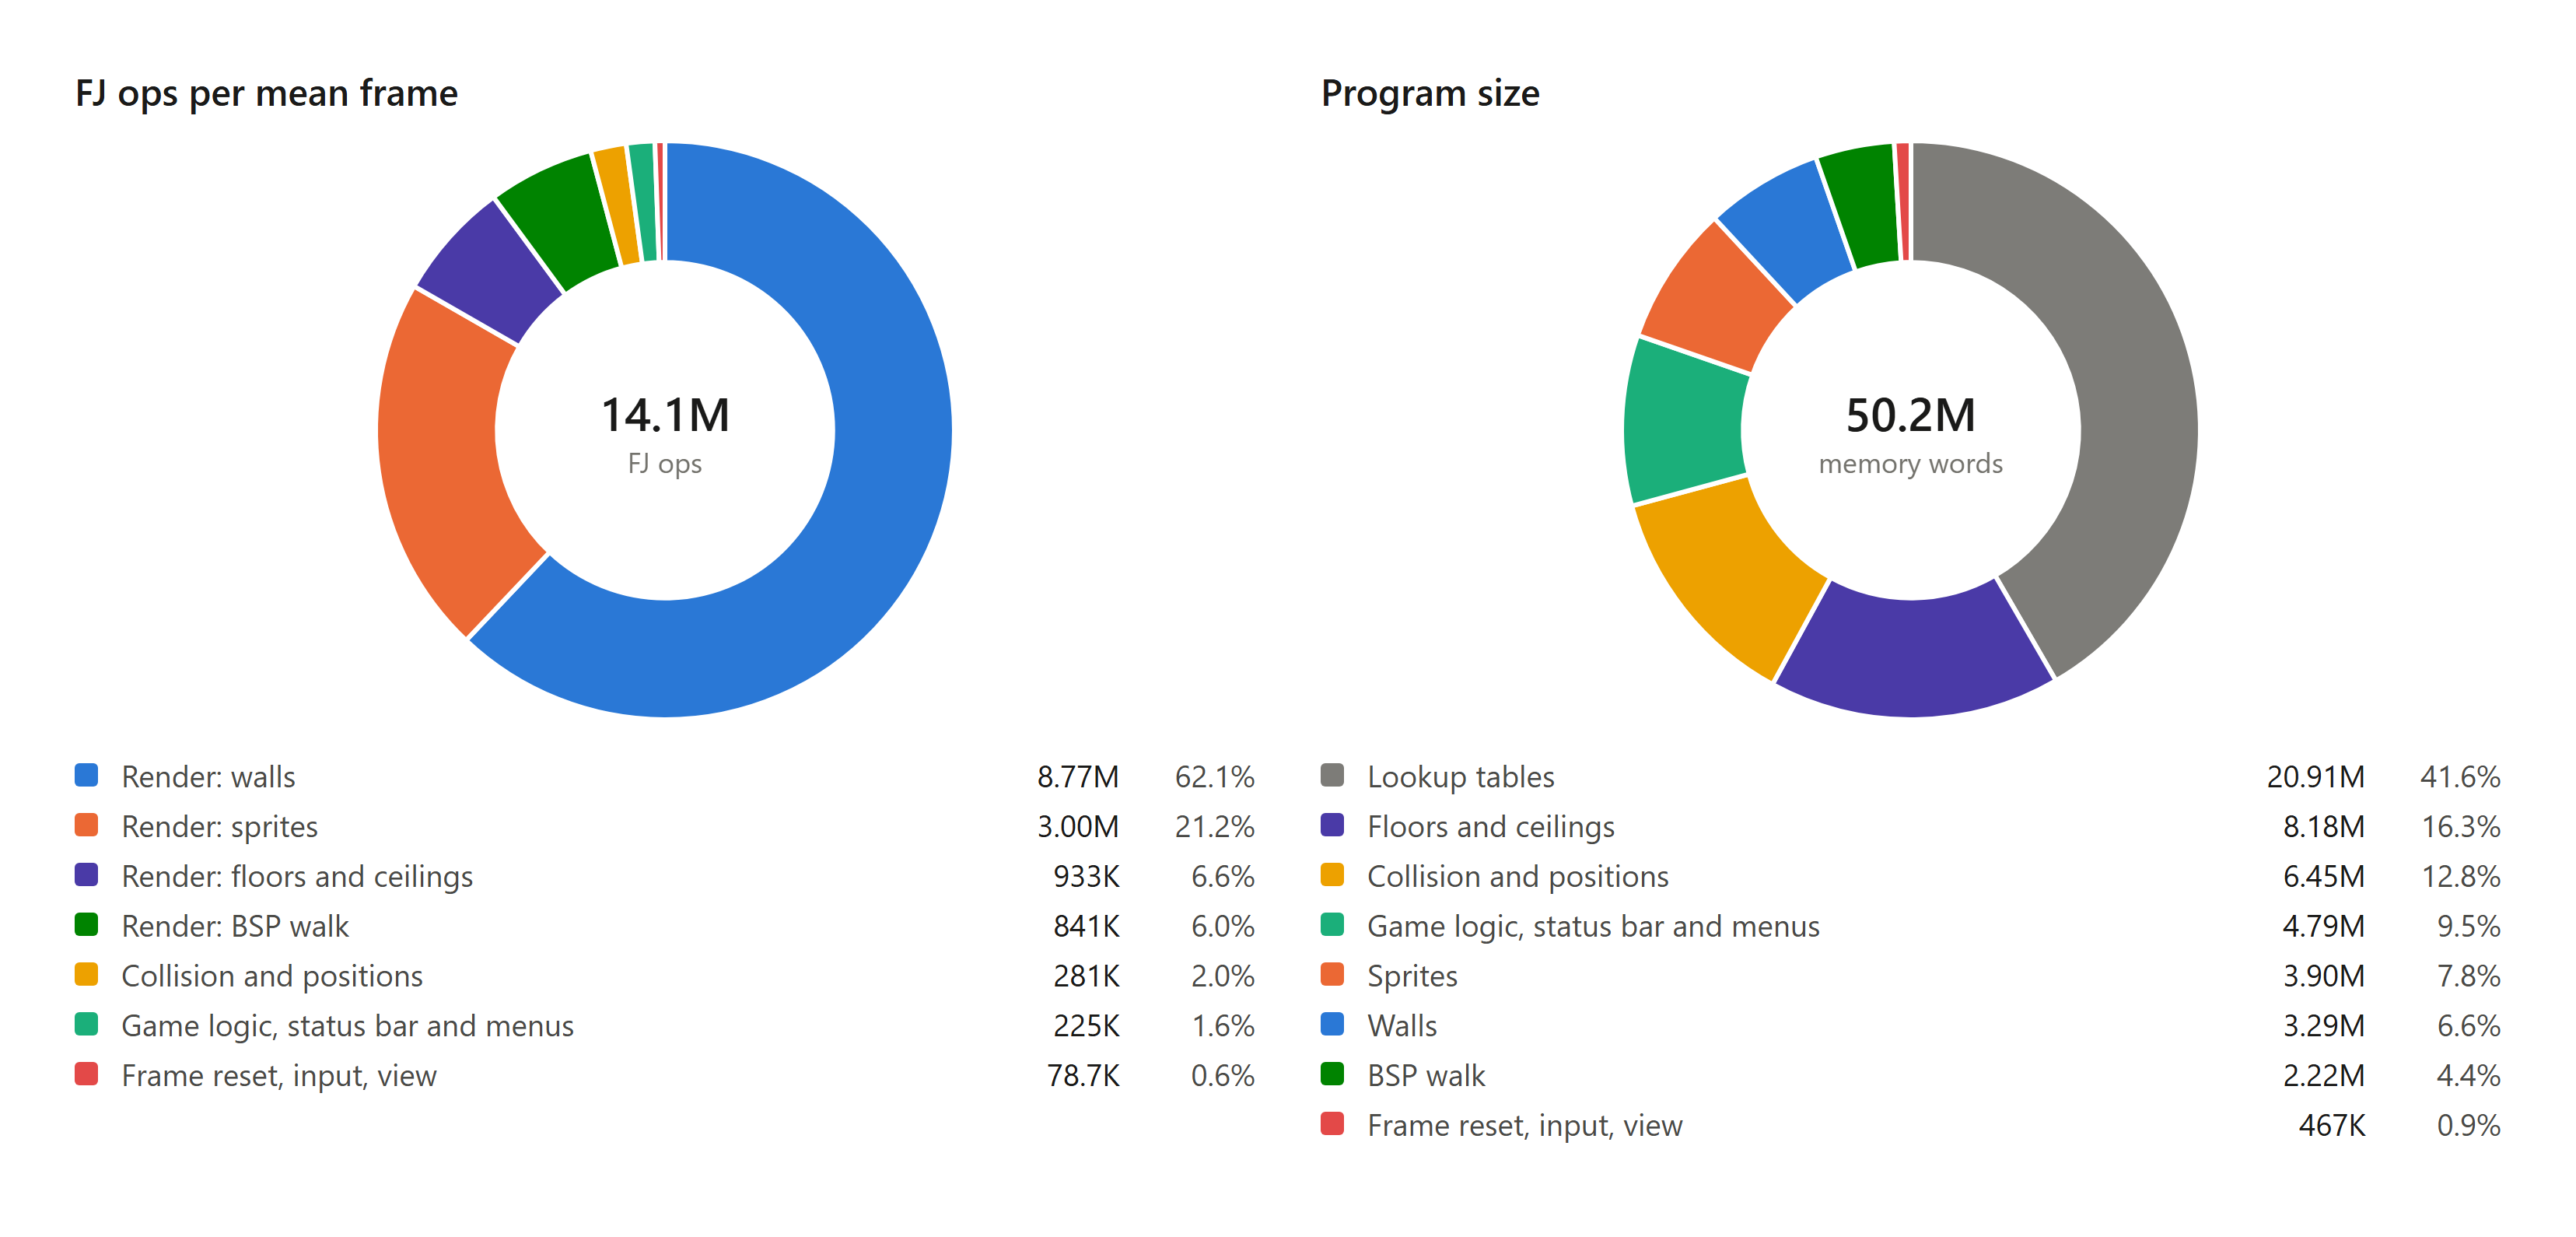 FJ ops per mean frame
14.1M
FJ ops
Render: walls 8.77M 62.1%
Render: sprites 3.00M 21.2%
Render: floors and ceilings 933K 6.6%
Render: BSP walk 841K 6.0%
Collision and positions 281K 2.0%
Game logic, status bar and menus 225K 1.6%
Frame reset, input, view 78.7K 0.6%
Program size
50.2M
memory words
Lookup tables 20.91M 41.6%
Floors and ceilings 8.18M 16.3%
Collision and positions 6.45M 12.8%
Game logic, status bar and menus 4.79M 9.5%
Sprites 3.90M 7.8%
Walls 3.29M 6.6%
BSP walk 2.22M 4.4%
Frame reset, input, view 467K 0.9%